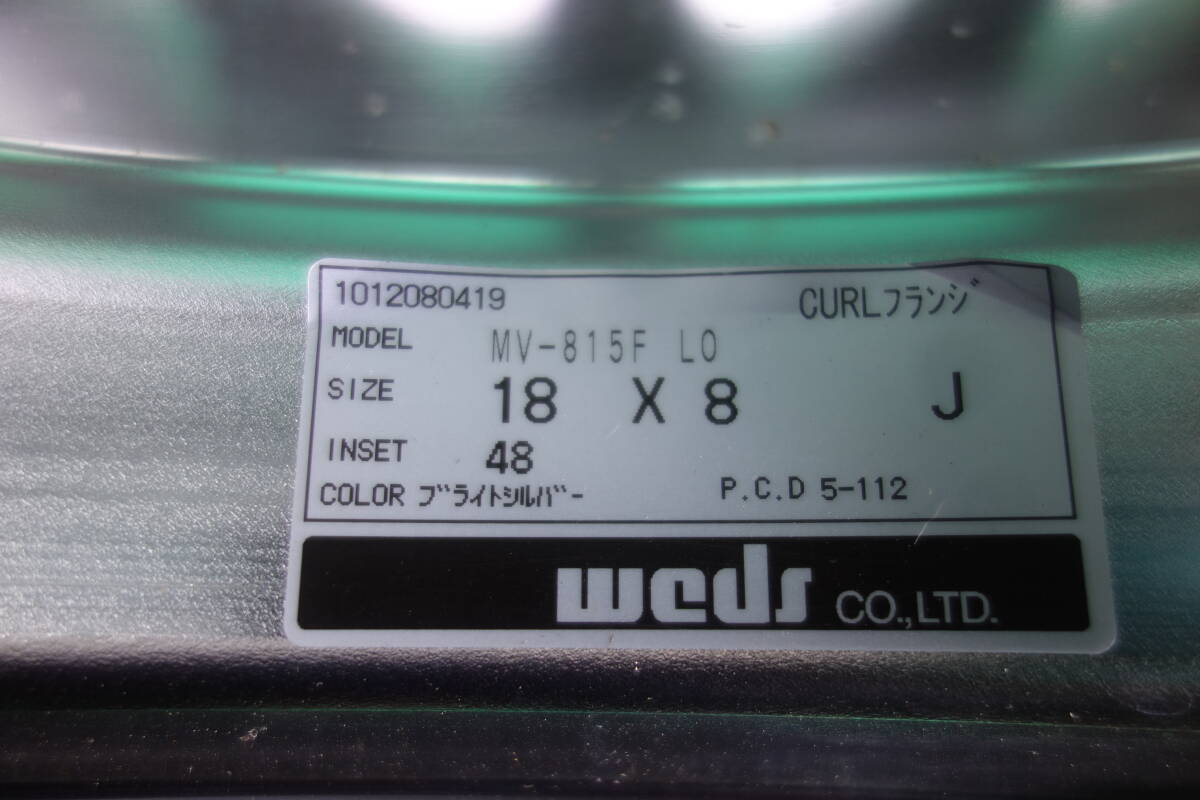 1012080419 CURLフランジ
MODEL MV-815F LO
SIZE 18 X 8 J
INSET 48
COLOR ブライトシルバー P.C.D 5-112
weds CO.,LTD.